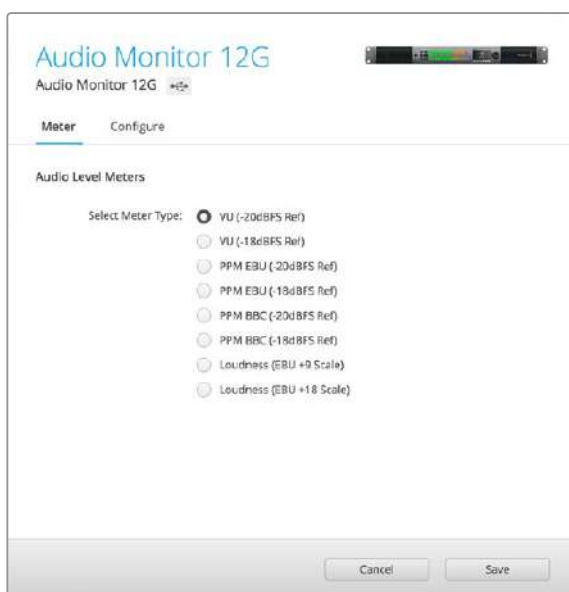 Audio Monitor 12G
Audio Monitor 12G
Meter Configure
Audio Level Meters
Select Meter Type: VU (-20dBFS Ref)
VU (-18dBFS Ref)
PPM EBU (-20dBFS Ref)
PPM EBU (-18dBFS Ref)
PPM BBC (-20dBFS Ref)
PPM BBC (-18dBFS Ref)
Loudness (EBU +9 Scale)
Loudness (EBU +18 Scale)
Cancel Save